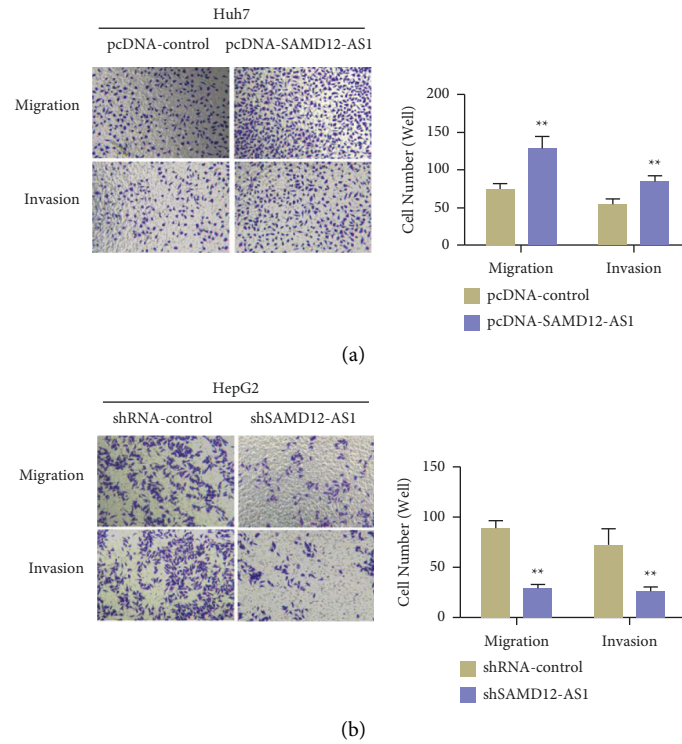 Huh7
pcDNA-control pcDNA-SAMD12-AS1
Migration
Invasion
Cell Number (Well)
200
150
100
50
0
** **
Migration Invasion
pcDNA-control
pcDNA-SAMD12-AS1
(a)
HepG2
shRNA-control shSAMD12-AS1
Migration
Invasion
Cell Number (Well)
150
100
50
0
** **
Migration Invasion
shRNA-control
shSAMD12-AS1
(b)